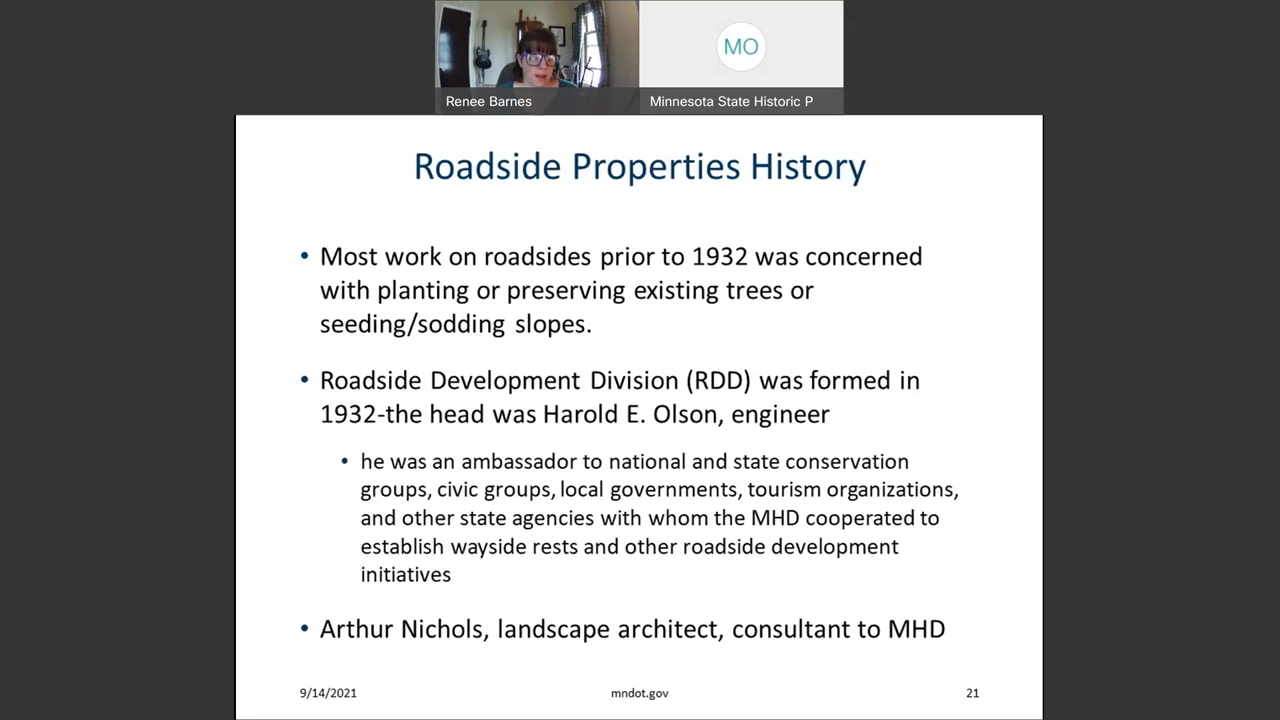 MO
Renee Barnes
Minnesota State Historic P
Roadside Properties History
• Most work on roadsides prior to 1932 was concerned
with planting or preserving existing trees or
seeding/sodding slopes.
• Roadside Development Division (RDD) was formed in
1932-the head was Harold E. Olson, engineer
• he was an ambassador to national and state conservation
groups, civic groups, local governments, tourism organizations,
and other state agencies with whom the MHD cooperated to
establish wayside rests and other roadside development
initiatives
• Arthur Nichols, landscape architect, consultant to MHD
9/14/2021
mndot.gov
21